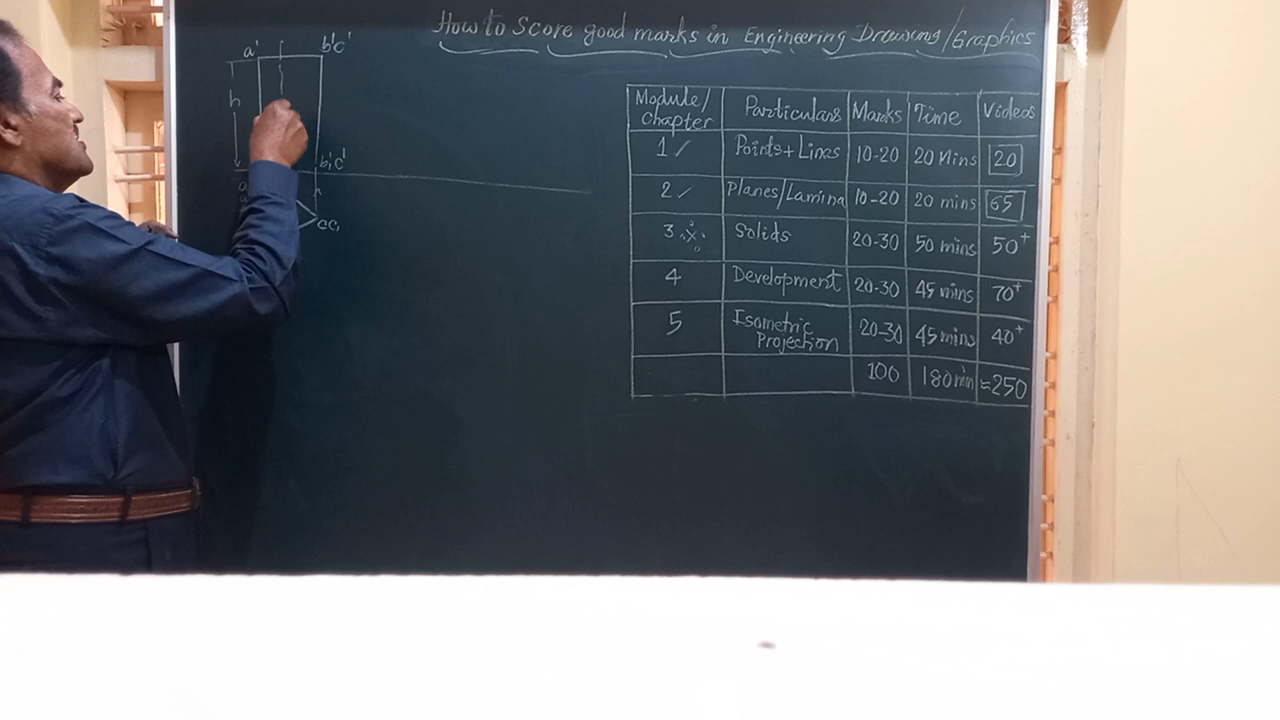 How to Score good marks in Engineering Drawing/Graphics
a' b'c'
h
b'₁c'₁
cc₁
Module/ Chapter Particulars Marks Time Videos
1 ✓ Points+Lines 10-20 20 Mins 20
2 ✓ Planes/Lamina 10-20 20 mins 65
3 Solids 20-30 50 mins 50⁺
4 Development 20-30 45 mins 70⁺
5 Isometric Projection 20-30 45 mins 40⁺
100 180 min ≈250